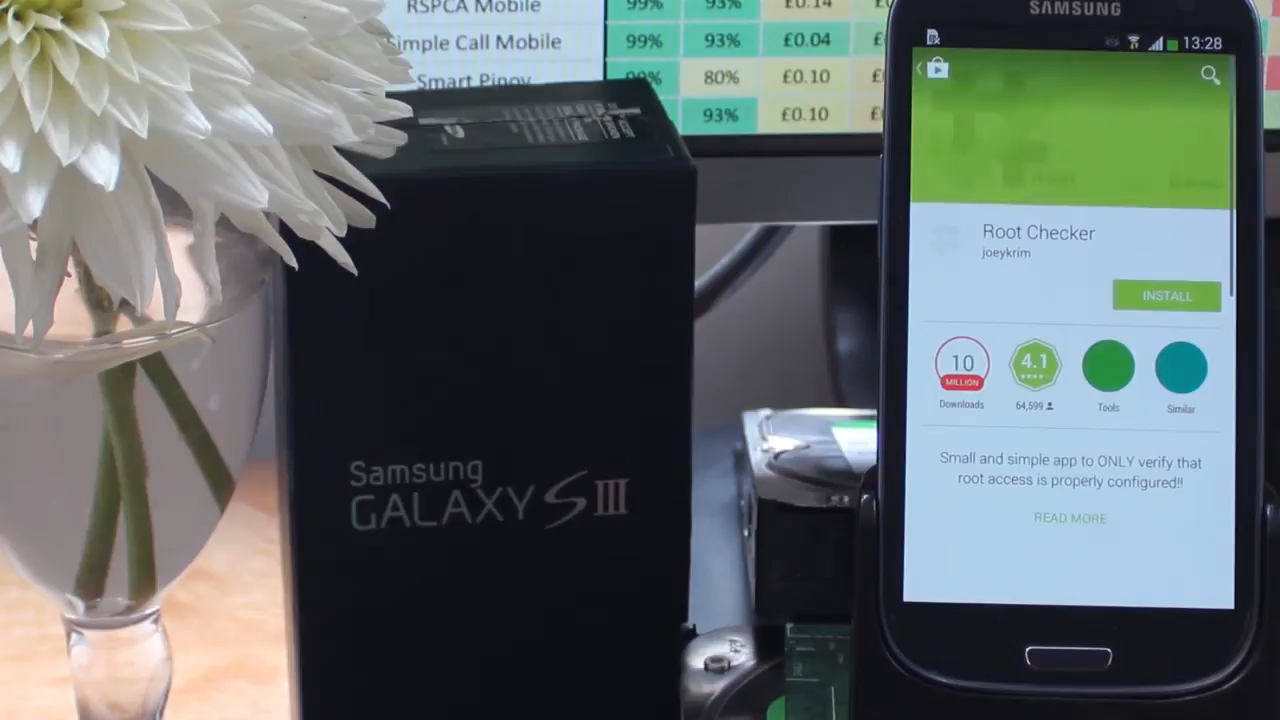 RSPCA Mobile 99% 93% £0.14 £
Simple Call Mobile 99% 93% £0.04 £
Smart Pinoy 99% 80% £0.10 £
93% £0.10 £
Samsung
GALAXY S III
SAMSUNG
13:28
Root Checker
joeykrim
INSTALL
10
MILLION
4.1
Downloads
64,599
Tools
Similar
Small and simple app to ONLY verify that
root access is properly configured!!
READ MORE